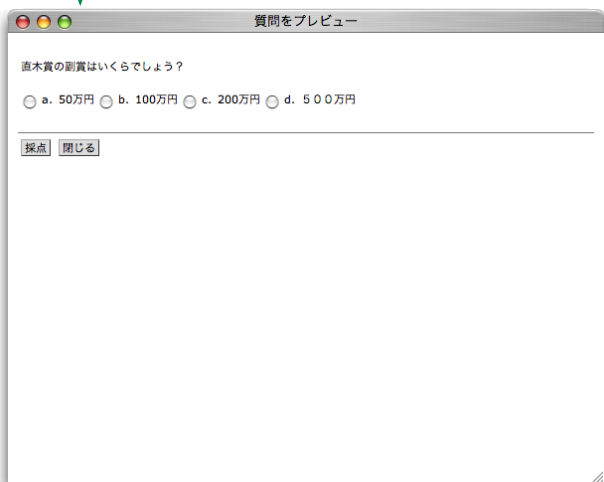 質問をプレビュー
直木賞の副賞はいくらでしょう？
a. 50万円 b. 100万円 c. 200万円 d. ５００万円
採点 閉じる